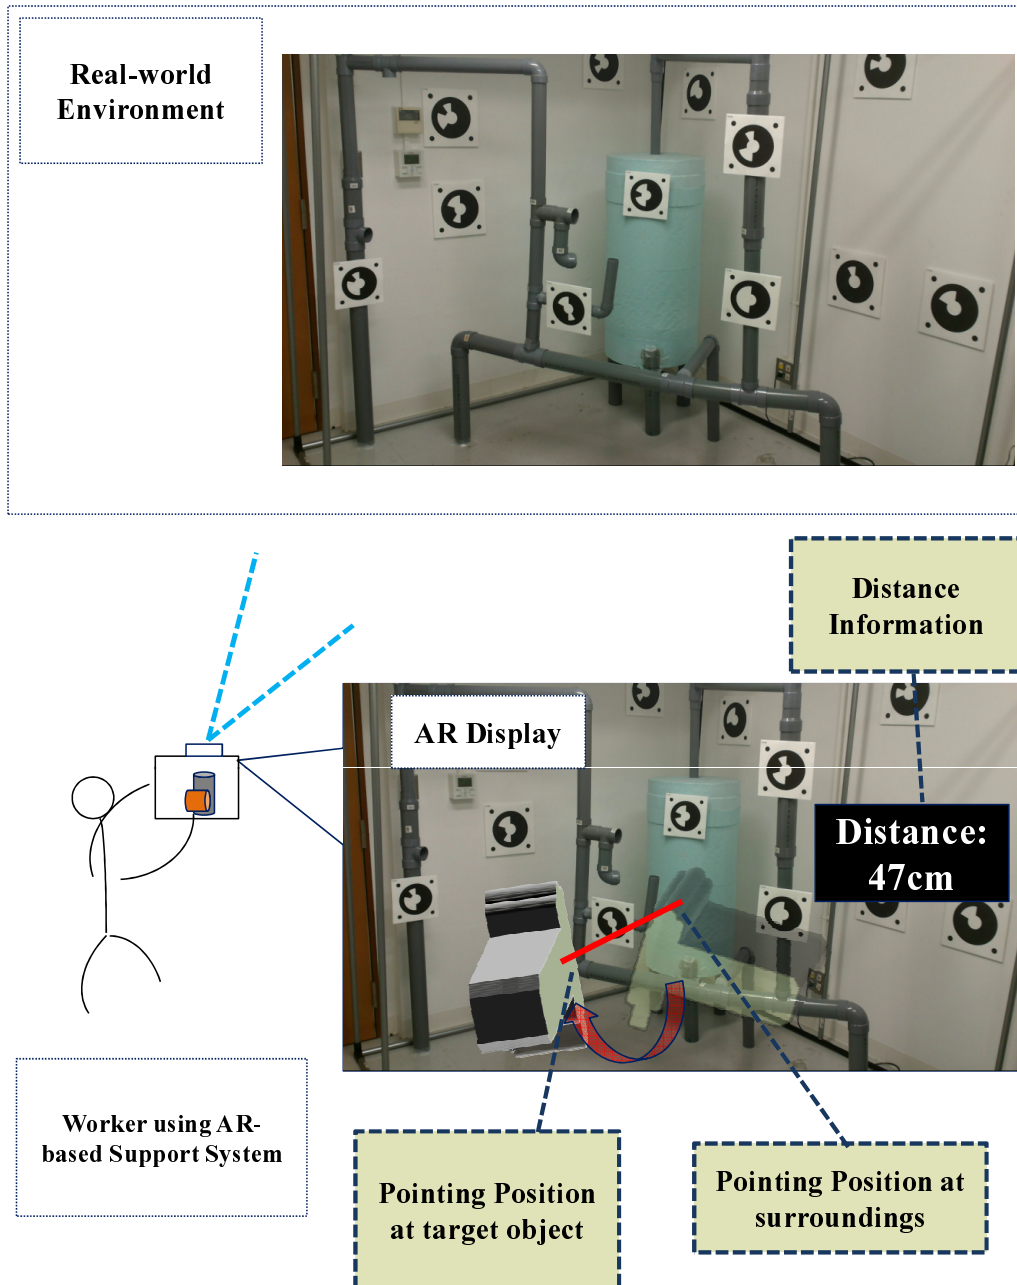 Real-world
Environment
Distance
Information
AR Display
Distance:
47cm
Worker using AR-
based Support System
Pointing Position
at target object
Pointing Position at
surroundings